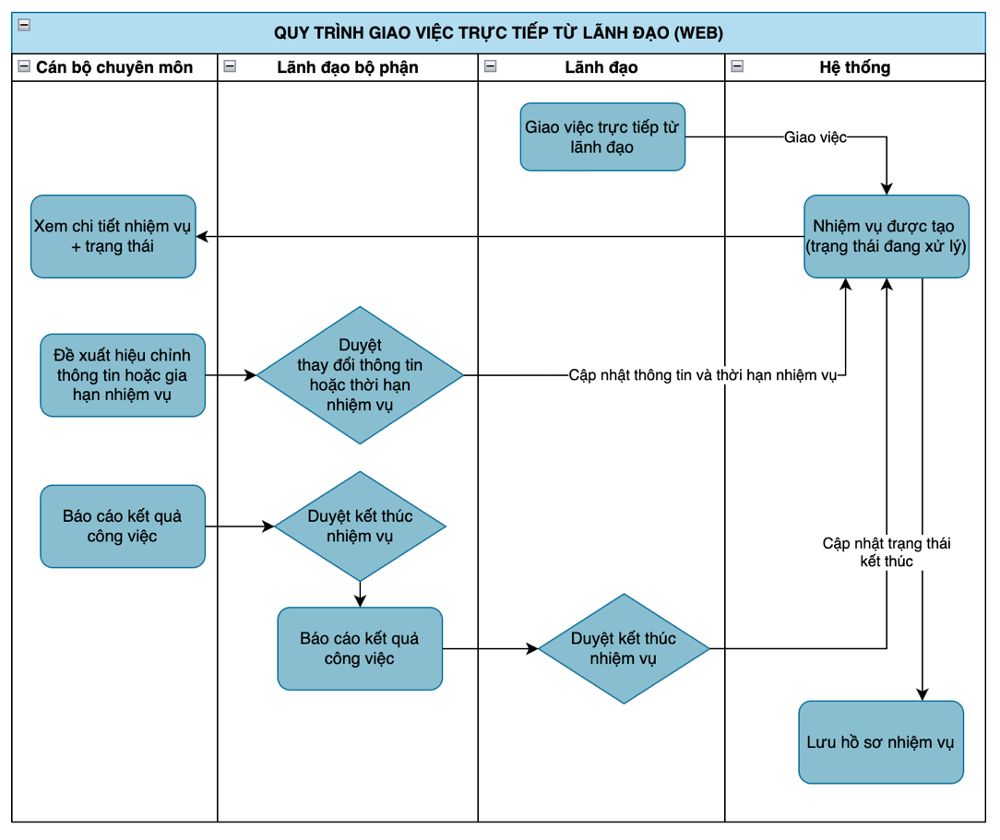 QUY TRÌNH GIAO VIỆC TRỰC TIẾP TỪ LÃNH ĐẠO (WEB)
Cán bộ chuyên môn
Lãnh đạo bộ phận
Lãnh đạo
Hệ thống
Giao việc trực tiếp từ
lãnh đạo
Giao việc
Xem chi tiết nhiệm vụ
+ trạng thái
Nhiệm vụ được tạo
(trạng thái đang xử lý)
Đề xuất hiệu chỉnh
thông tin hoặc gia
hạn nhiệm vụ
Duyệt
thay đổi thông tin
hoặc thời hạn
nhiệm vụ
Cập nhật thông tin và thời hạn nhiệm vụ
Báo cáo kết quả
công việc
Duyệt kết thúc
nhiệm vụ
Cập nhật trạng thái
kết thúc
Báo cáo kết quả
công việc
Duyệt kết thúc
nhiệm vụ
Lưu hồ sơ nhiệm vụ